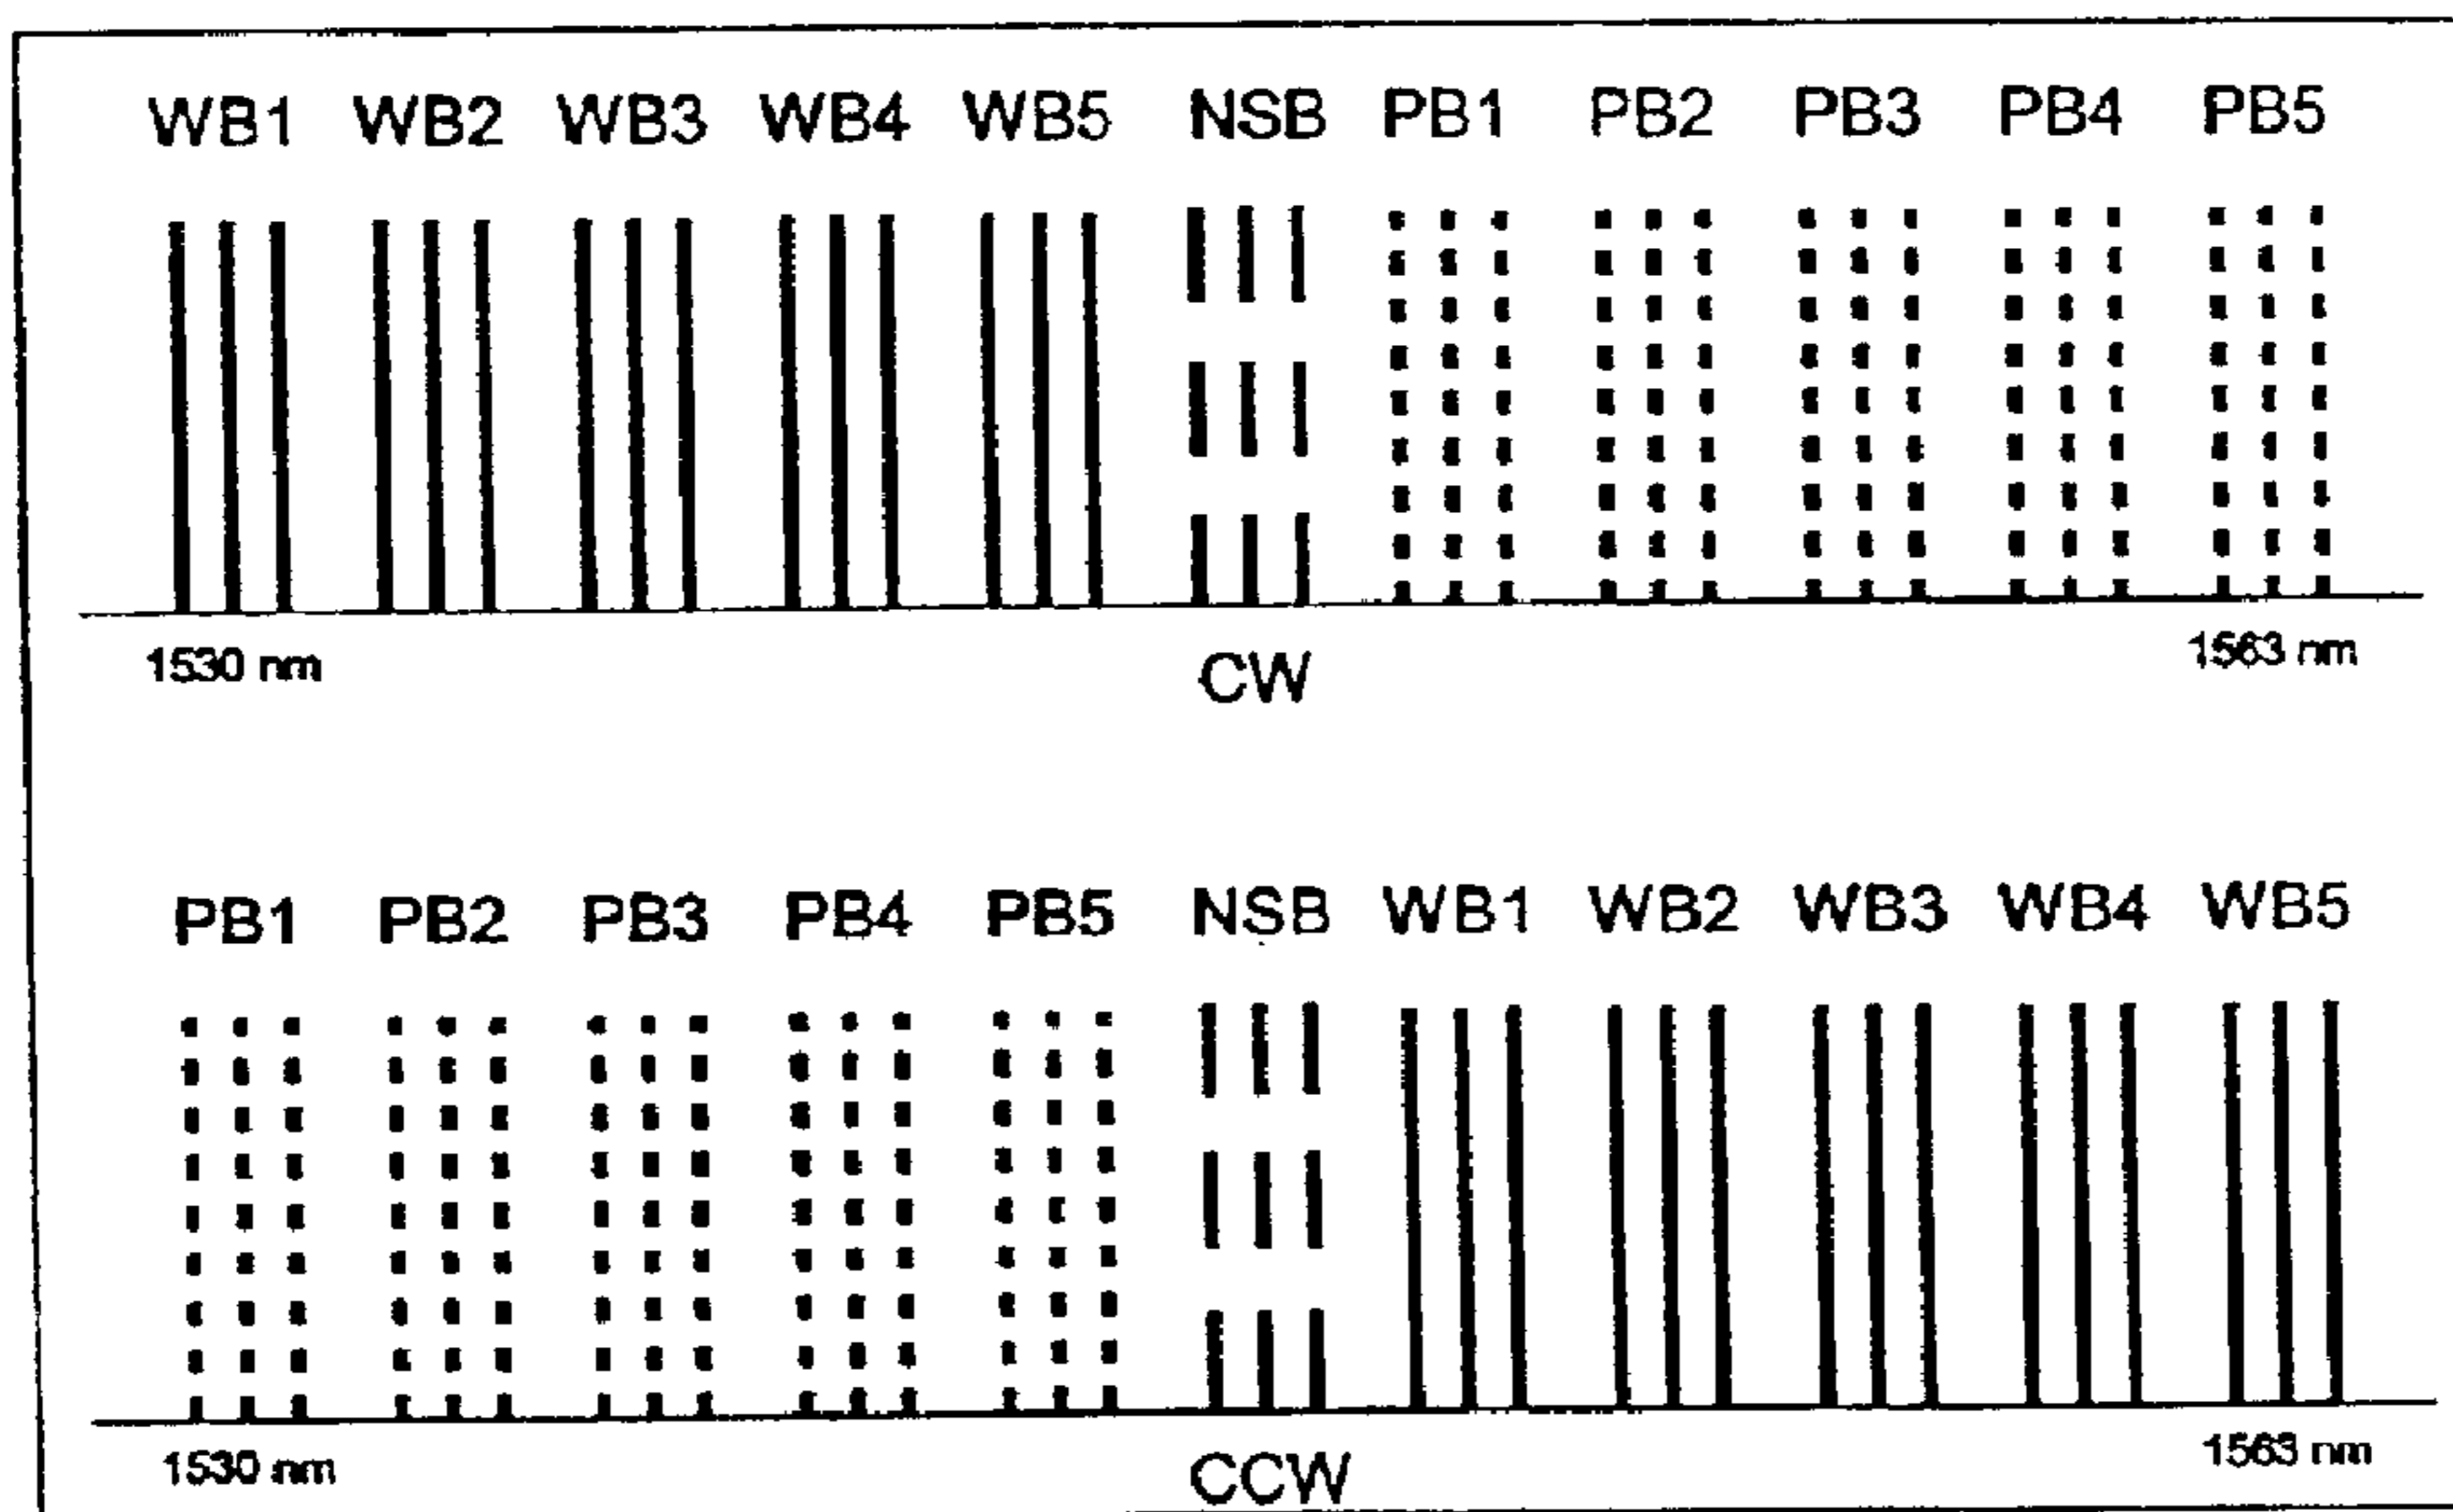 WB1 WB2 WB3 WB4 WB5 NSB PB1 PB2 PB3 PB4 PB5
1530 nm 1563 nm
CW
PB1 PB2 PB3 PB4 PB5 NSB WB1 WB2 WB3 WB4 WB5
1530 nm 1563 nm
CCW